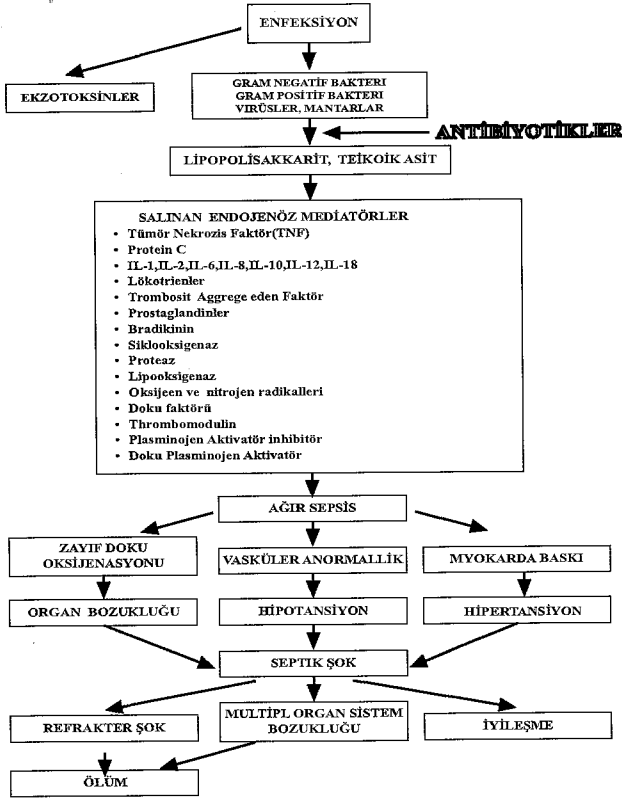 ENFEKSİYON
EKZOTOKSİNLER
GRAM NEGATİF BAKTERI
GRAM POSİTİF BAKTERI
VIRÜSLER, MANTARLAR
ANTİBİYOTİKLER
LİPOPOLİSAKKARİT, TEİKOİK ASİT
SALINAN ENDOJENÖZ MEDİATÖRLER
• Tümör Nekrozis Faktör(TNF)
• Protein C
• IL-1,IL-2,IL-6,IL-8,IL-10,IL-12,IL-18
• Lökotrienler
• Trombosit Aggrege eden Faktör
• Prostaglandinler
• Bradikinin
• Siklooksigenaz
• Proteaz
• Lipooksigenaz
• Oksijeen ve nitrojen radikalleri
• Doku faktörü
• Thrombomodulin
• Plasminojen Aktivatör inhibitör
• Doku Plasminojen Aktivatör
AĞIR SEPSİS
ZAYIF DOKU
OKSİJENASYONU
VASKÜLER ANORMALLİK
MYOKARDA BASKI
ORGAN BOZUKLUĞU
HİPOTANSİYON
HİPERTANSİYON
SEPTIK ŞOK
REFRAKTER ŞOK
MULTİPL ORGAN SİSTEM
BOZUKLUĞU
İYİLEŞME
ÖLÜM